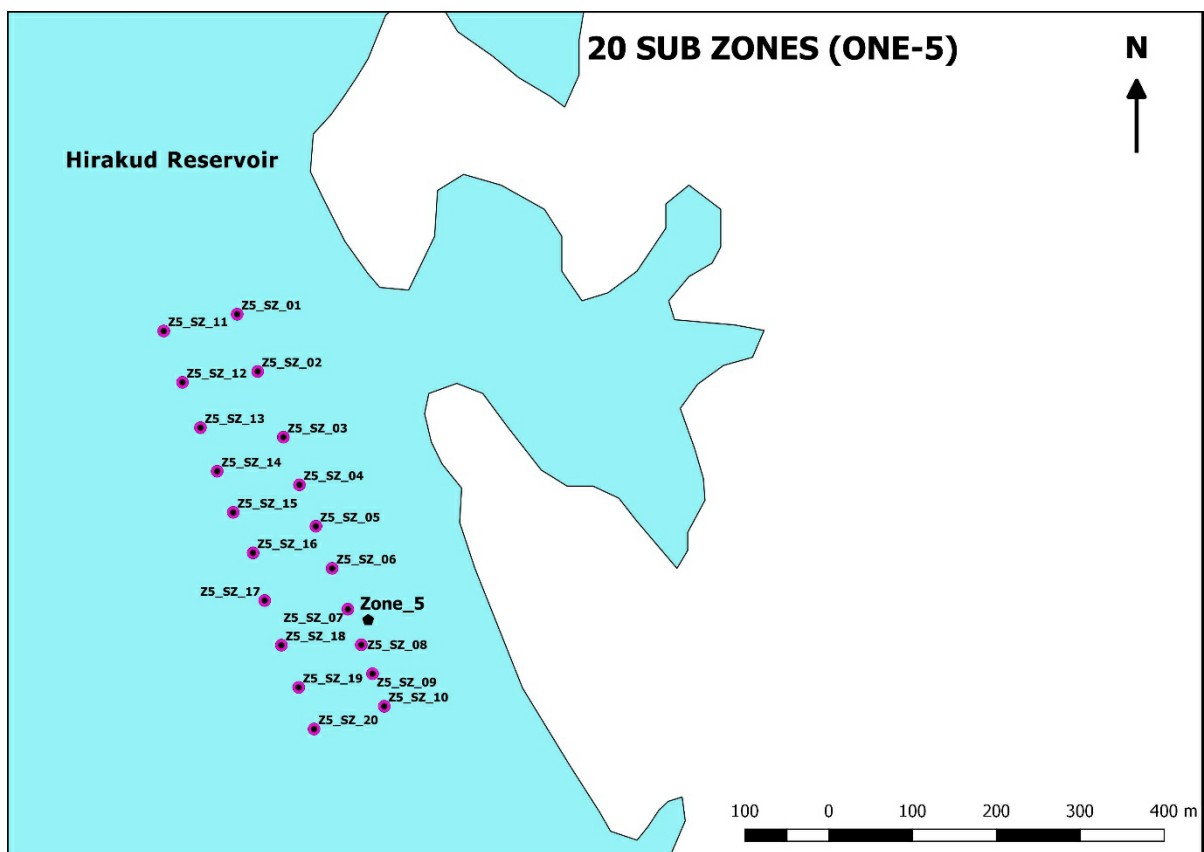 20 SUB ZONES (ONE-5)
N
Hirakud Reservoir
Z5_SZ_01
Z5_SZ_11
Z5_SZ_02
Z5_SZ_12
Z5_SZ_13
Z5_SZ_03
Z5_SZ_14
Z5_SZ_04
Z5_SZ_15
Z5_SZ_05
Z5_SZ_16
Z5_SZ_06
Z5_SZ_17
Zone_5
Z5_SZ_07
Z5_SZ_18
Z5_SZ_08
Z5_SZ_19
Z5_SZ_09
Z5_SZ_10
Z5_SZ_20
100 0 100 200 300 400 m